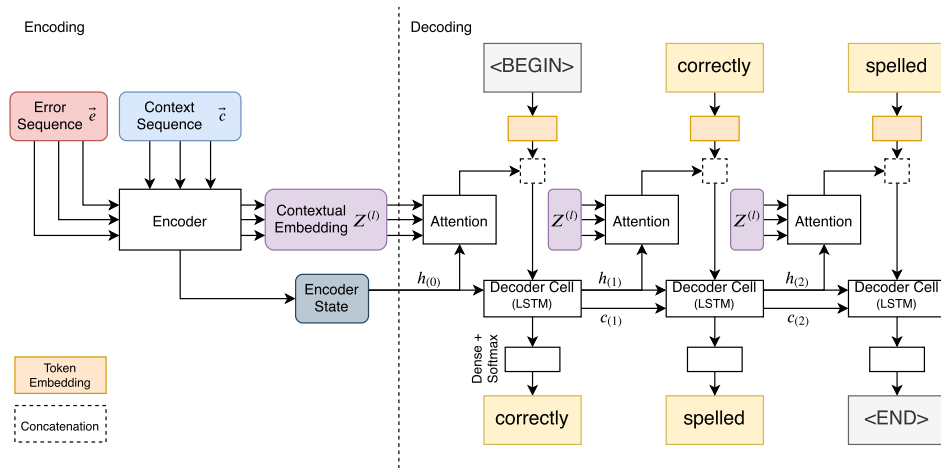 Encoding
Decoding
<BEGIN>
correctly
spelled
Error
Sequence e⃗
Context
Sequence c⃗
Encoder
Contextual
Embedding Z^(l)
Attention
Z^(l)
Attention
Z^(l)
Attention
Encoder
State
h(0)
Decoder Cell
(LSTM)
h(1)
c(1)
Decoder Cell
(LSTM)
h(2)
c(2)
Decoder Cell
(LSTM)
Dense +
Softmax
Token
Embedding
Concatenation
correctly
spelled
<END>